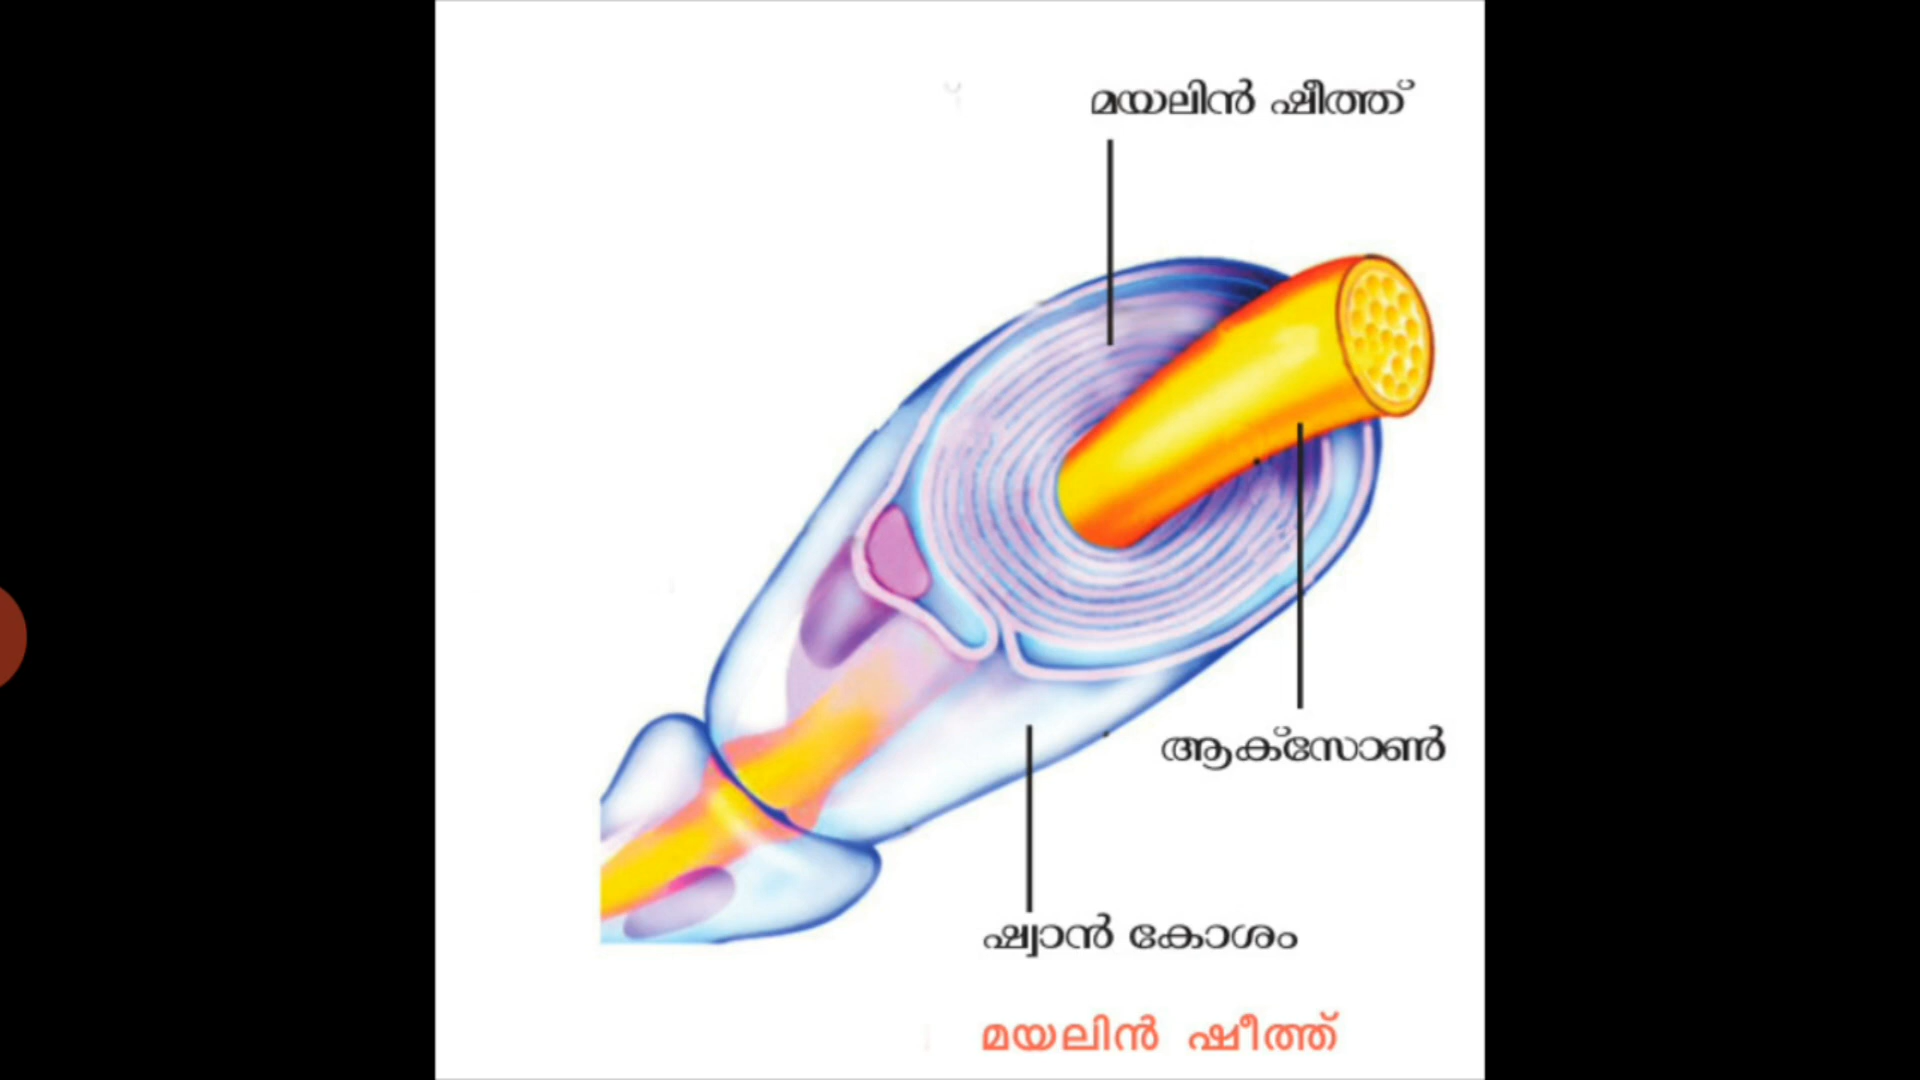 മയലിൻ ഷീത്ത്
ആക്സോൺ
ഷ്വാൻ കോശം
മയലിൻ ഷീത്ത്